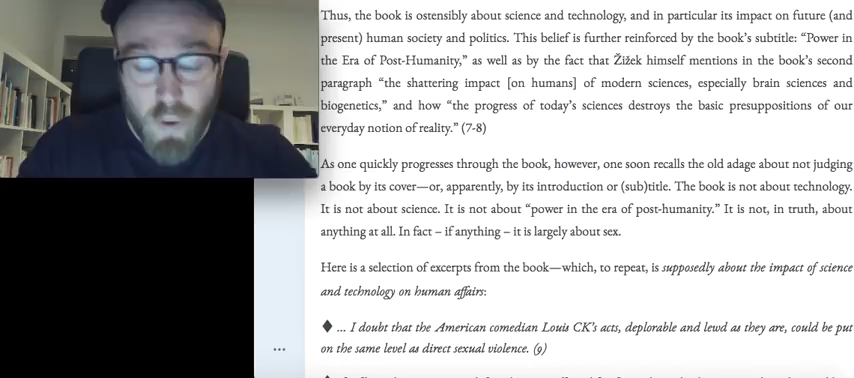 Thus, the book is ostensibly about science and technology, and in particular its impact on future (and
present) human society and politics. This belief is further reinforced by the book's subtitle: “Power in
the Era of Post-Humanity,” as well as by the fact that Žižek himself mentions in the book's second
paragraph “the shattering impact [on humans] of modern sciences, especially brain sciences and
biogenetics,” and how “the progress of today's sciences destroys the basic presuppositions of our
everyday notion of reality.” (7-8)
As one quickly progresses through the book, however, one soon recalls the old adage about not judging
a book by its cover—or, apparently, by its introduction or (sub)title. The book is not about technology.
It is not about science. It is not about “power in the era of post-humanity.” It is not, in truth, about
anything at all. In fact – if anything – it is largely about sex.
Here is a selection of excerpts from the book—which, to repeat, is supposedly about the impact of science
and technology on human affairs:
♦ ... I doubt that the American comedian Louis CK's acts, deplorable and lewd as they are, could be put
on the same level as direct sexual violence. (9)
...